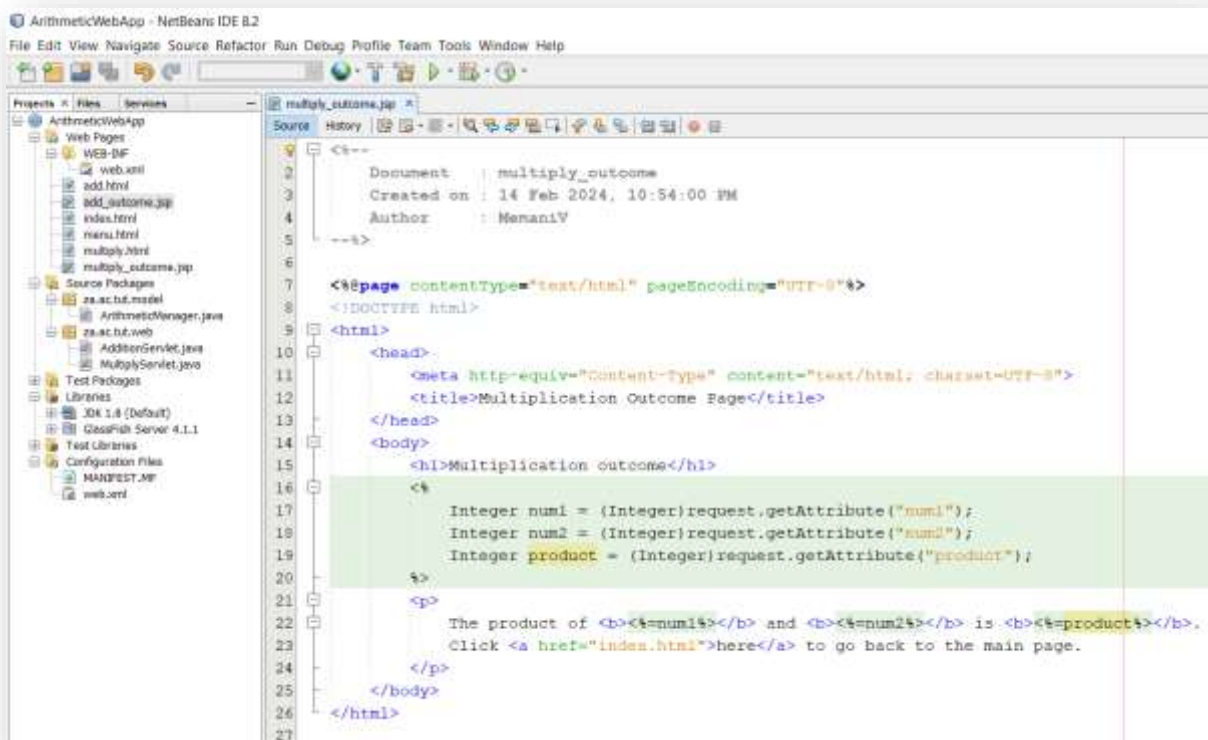 ArithmeticWebApp - NetBeans IDE 8.2
File Edit View Navigate Source Refactor Run Debug Profile Team Tools Window Help
Projects × Files Services
ArithmeticWebApp
Web Pages
WEB-INF
web.xml
add.html
add_outcome.jsp
index.html
menu.html
multiply.html
multiply_outcome.jsp
Source Packages
za.ac.tut.model
ArithmeticManager.java
za.ac.tut.web
AdditionServlet.java
MultiplyServlet.java
Test Packages
Libraries
JDK 1.8 (Default)
GlassFish Server 4.1.1
Test Libraries
Configuration Files
MANIFEST.MF
web.xml
multiply_outcome.jsp ×
Source History
<%--
2 Document : multiply_outcome
3 Created on : 14 Feb 2024, 10:54:00 PM
4 Author : MemaniV
5 --%>
6
7 <%@page contentType="text/html" pageEncoding="UTF-8"%>
8 <!DOCTYPE html>
9 <html>
10 <head>
11 <meta http-equiv="Content-Type" content="text/html; charset=UTF-8">
12 <title>Multiplication Outcome Page</title>
13 </head>
14 <body>
15 <h1>Multiplication outcome</h1>
16 <%
17 Integer num1 = (Integer)request.getAttribute("num1");
18 Integer num2 = (Integer)request.getAttribute("num2");
19 Integer product = (Integer)request.getAttribute("product");
20 %>
21 <p>
22 The product of <b><%=num1%></b> and <b><%=num2%></b> is <b><%=product%></b>.
23 Click <a href="index.html">here</a> to go back to the main page.
24 </p>
25 </body>
26 </html>
27